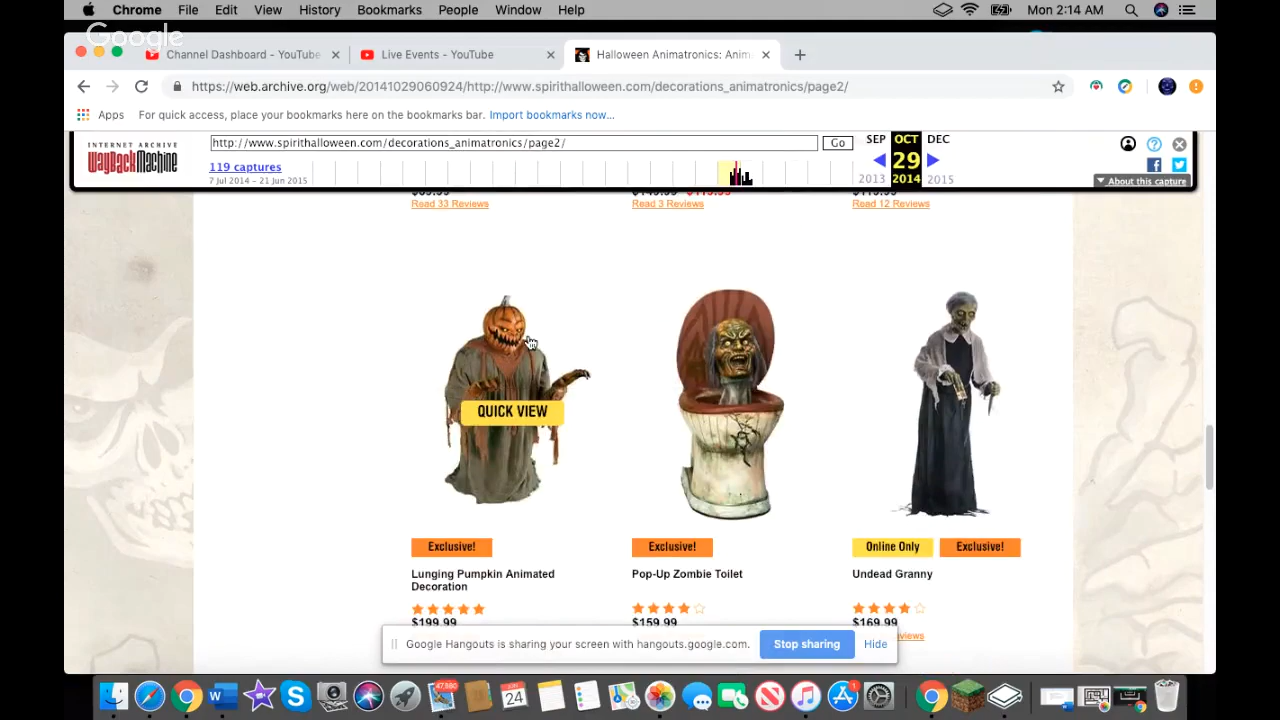 Chrome File Edit View History Bookmarks People Window Help Mon 2:14 AM
Google
Channel Dashboard - YouTube Live Events - YouTube Halloween Animatronics: Anim
https://web.archive.org/web/20141029060924/http://www.spirithalloween.com/decorations_animatronics/page2/
Apps For quick access, place your bookmarks here on the bookmarks bar. Import bookmarks now...
INTERNET ARCHIVE
WayBackMachine
http://www.spirithalloween.com/decorations_animatronics/page2/ Go
SEP OCT DEC
119 captures
29
7 Jul 2014 - 21 Jun 2015
2013 2014 2015
About this capture
Read 33 Reviews Read 3 Reviews Read 12 Reviews
QUICK VIEW
Exclusive! Exclusive! Online Only Exclusive!
Lunging Pumpkin Animated
Decoration
Pop-Up Zombie Toilet
Undead Granny
$199.99 $159.99 $169.99
Google Hangouts is sharing your screen with hangouts.google.com. Stop sharing Hide
47,680
24